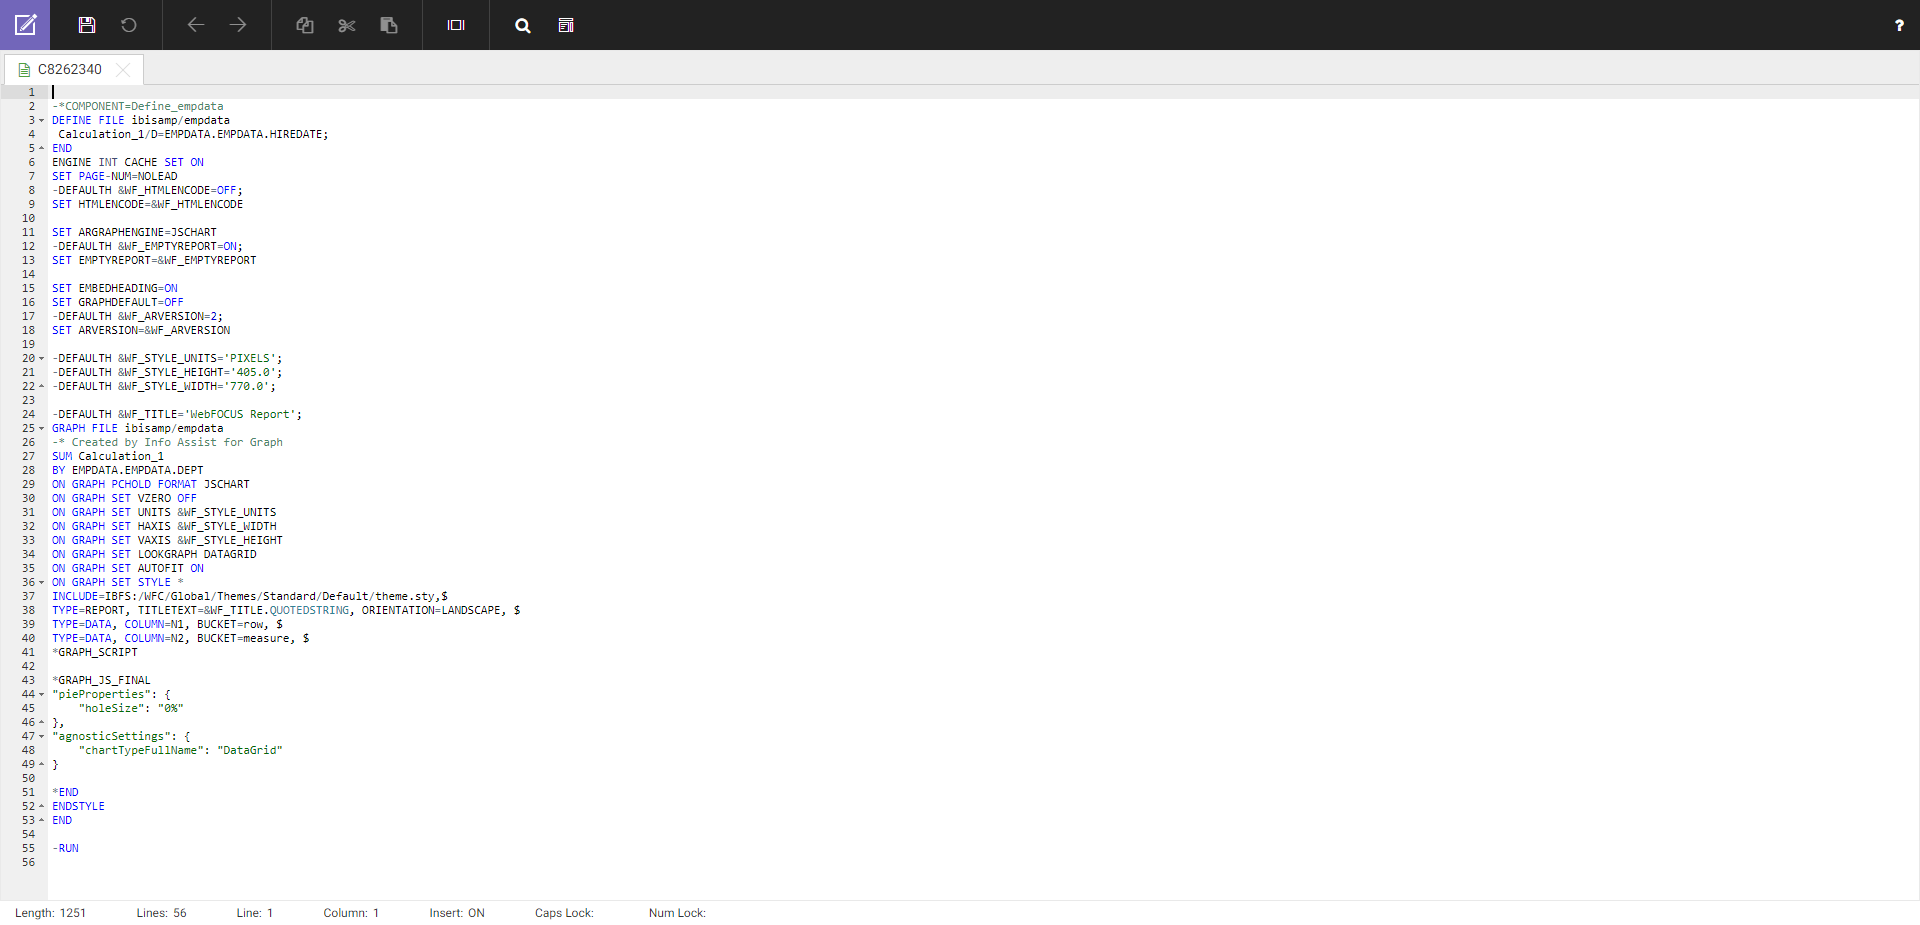 ?
C8262340
1
2 -*COMPONENT=Define_empdata
3 DEFINE FILE ibisamp/empdata
4  Calculation_1/D=EMPDATA.EMPDATA.HIREDATE;
5 END
6 ENGINE INT CACHE SET ON
7 SET PAGE-NUM=NOLEAD
8 -DEFAULTH &WF_HTMLENCODE=OFF;
9 SET HTMLENCODE=&WF_HTMLENCODE
10
11 SET ARGRAPHENGINE=JSCHART
12 -DEFAULTH &WF_EMPTYREPORT=ON;
13 SET EMPTYREPORT=&WF_EMPTYREPORT
14
15 SET EMBEDHEADING=ON
16 SET GRAPHDEFAULT=OFF
17 -DEFAULTH &WF_ARVERSION=2;
18 SET ARVERSION=&WF_ARVERSION
19
20 -DEFAULTH &WF_STYLE_UNITS='PIXELS';
21 -DEFAULTH &WF_STYLE_HEIGHT='405.0';
22 -DEFAULTH &WF_STYLE_WIDTH='770.0';
23
24 -DEFAULTH &WF_TITLE='WebFOCUS Report';
25 GRAPH FILE ibisamp/empdata
26 -* Created by Info Assist for Graph
27 SUM Calculation_1
28 BY EMPDATA.EMPDATA.DEPT
29 ON GRAPH PCHOLD FORMAT JSCHART
30 ON GRAPH SET VZERO OFF
31 ON GRAPH SET UNITS &WF_STYLE_UNITS
32 ON GRAPH SET HAXIS &WF_STYLE_WIDTH
33 ON GRAPH SET VAXIS &WF_STYLE_HEIGHT
34 ON GRAPH SET LOOKGRAPH DATAGRID
35 ON GRAPH SET AUTOFIT ON
36 ON GRAPH SET STYLE *
37 INCLUDE=IBFS:/WFC/Global/Themes/Standard/Default/theme.sty,$
38 TYPE=REPORT, TITLETEXT=&WF_TITLE.QUOTEDSTRING, ORIENTATION=LANDSCAPE, $
39 TYPE=DATA, COLUMN=N1, BUCKET=row, $
40 TYPE=DATA, COLUMN=N2, BUCKET=measure, $
41 *GRAPH_SCRIPT
42
43 *GRAPH_JS_FINAL
44 "pieProperties": {
45     "holeSize": "0%"
46 },
47 "agnosticSettings": {
48     "chartTypeFullName": "DataGrid"
49 }
50
51 *END
52 ENDSTYLE
53 END
54
55 -RUN
56
Length: 1251 Lines: 56 Line: 1 Column: 1 Insert: ON Caps Lock: Num Lock: